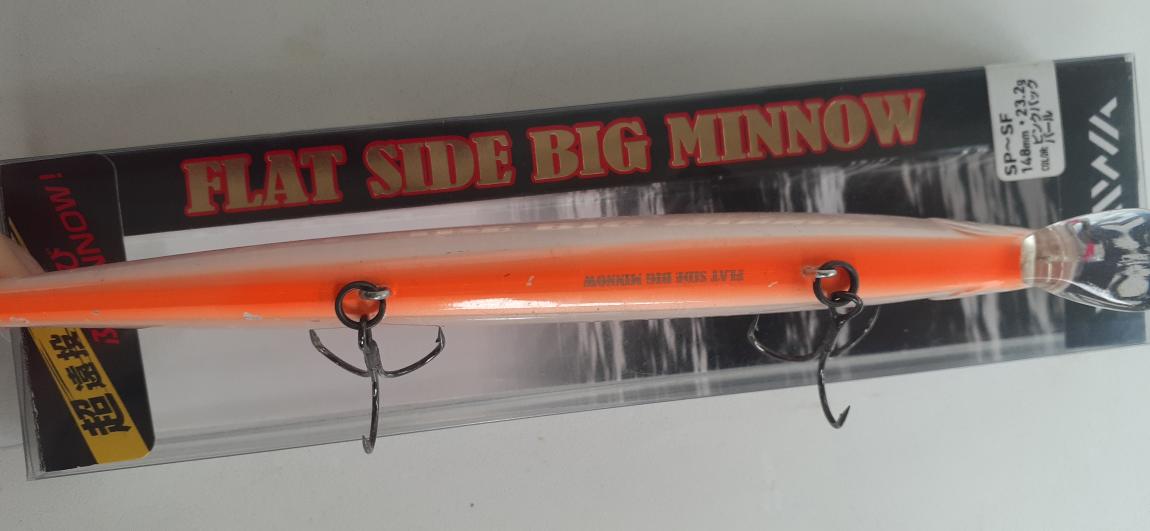 FLAT SIDE BIG MINNOW
SP～SF
148mm・23.2g
COLOR: ピンクバック
パール
FLAT SIDE BIG MINNOW
超遠投